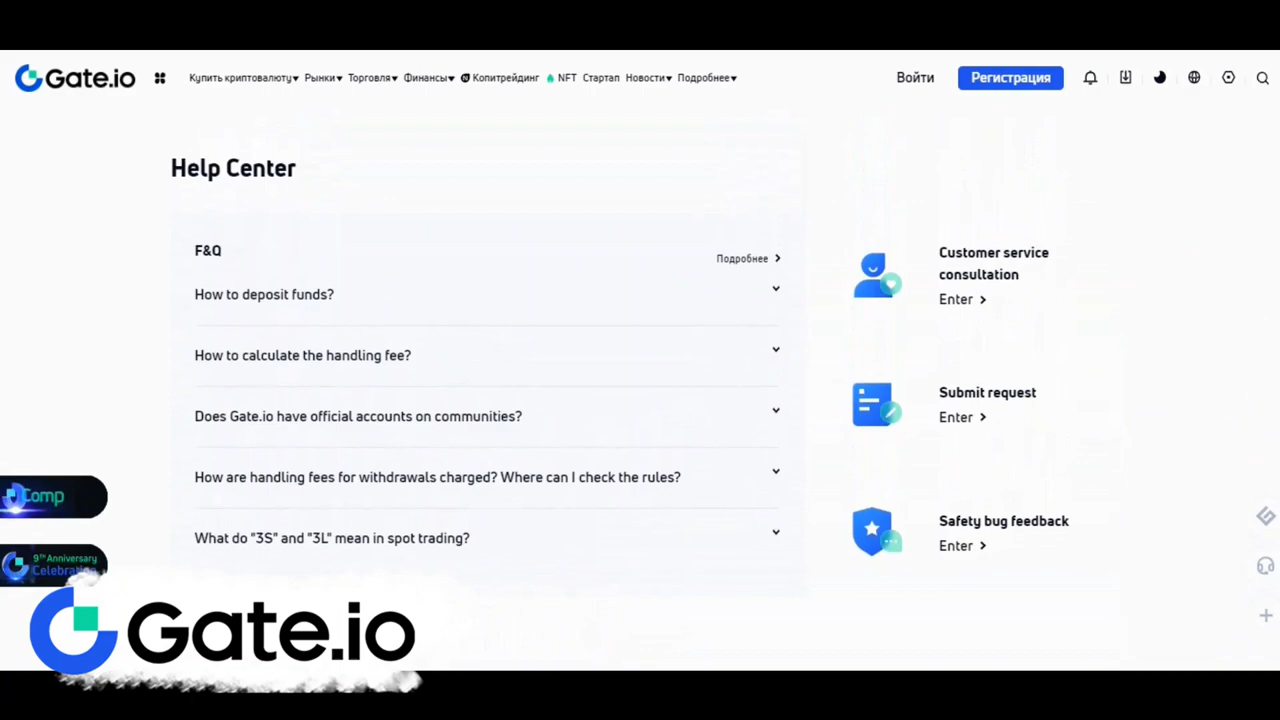 Gate.io
Купить криптовалюту Рынки Торговля Финансы Копитрейдинг NFT Стартап Новости Подробнее
Войти
Регистрация
Help Center
F&Q
Подробнее
How to deposit funds?
How to calculate the handling fee?
Does Gate.io have official accounts on communities?
How are handling fees for withdrawals charged? Where can I check the rules?
What do "3S" and "3L" mean in spot trading?
Customer service
consultation
Enter
Submit request
Enter
Safety bug feedback
Enter
Comp
9th Anniversary
Celebration
Gate.io